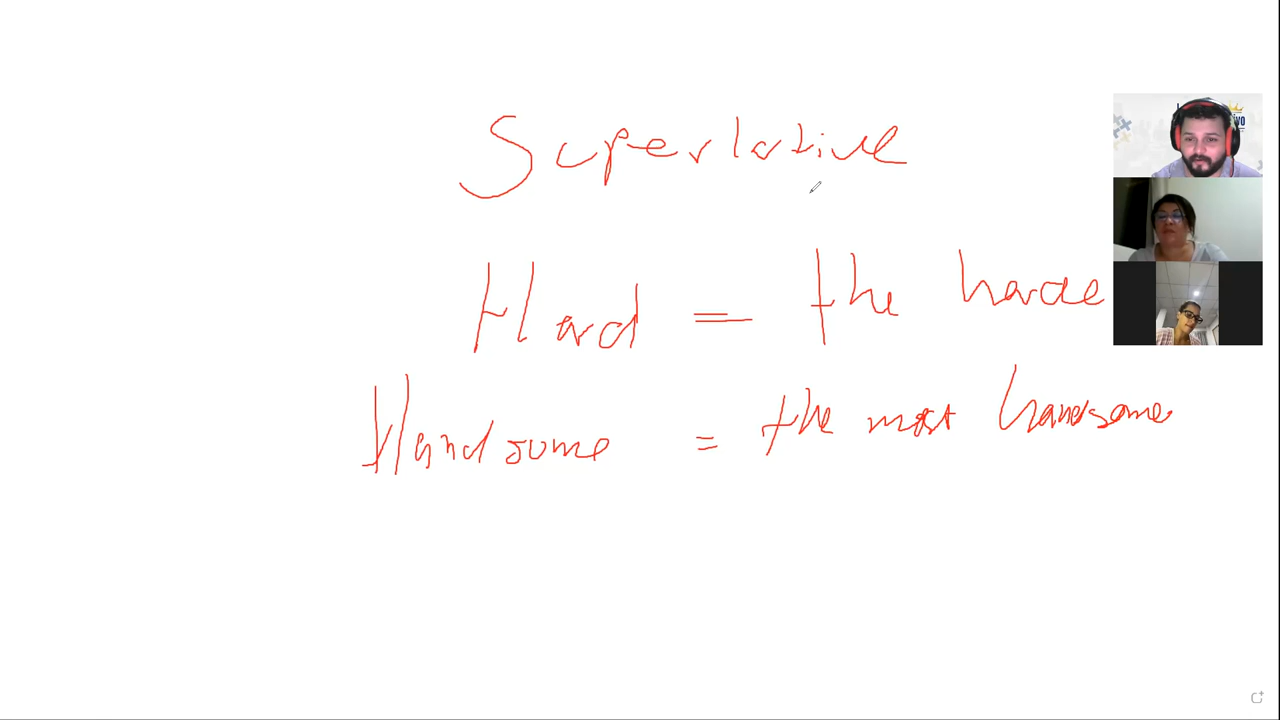 Superlative
Hard = the harde
Handsome = the most handsome